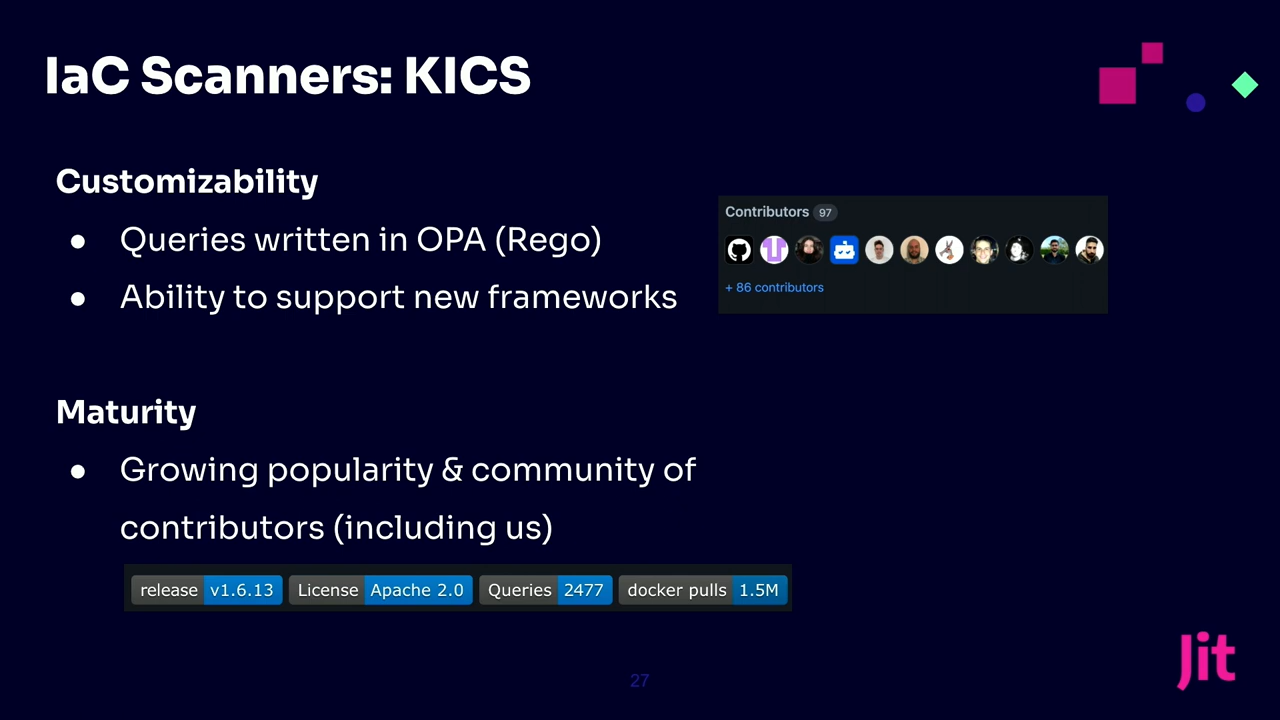 IaC Scanners: KICS
Customizability
● Queries written in OPA (Rego)
● Ability to support new frameworks
Contributors 97
+ 86 contributors
Maturity
● Growing popularity & community of
contributors (including us)
release v1.6.13 License Apache 2.0 Queries 2477 docker pulls 1.5M
27
Jit